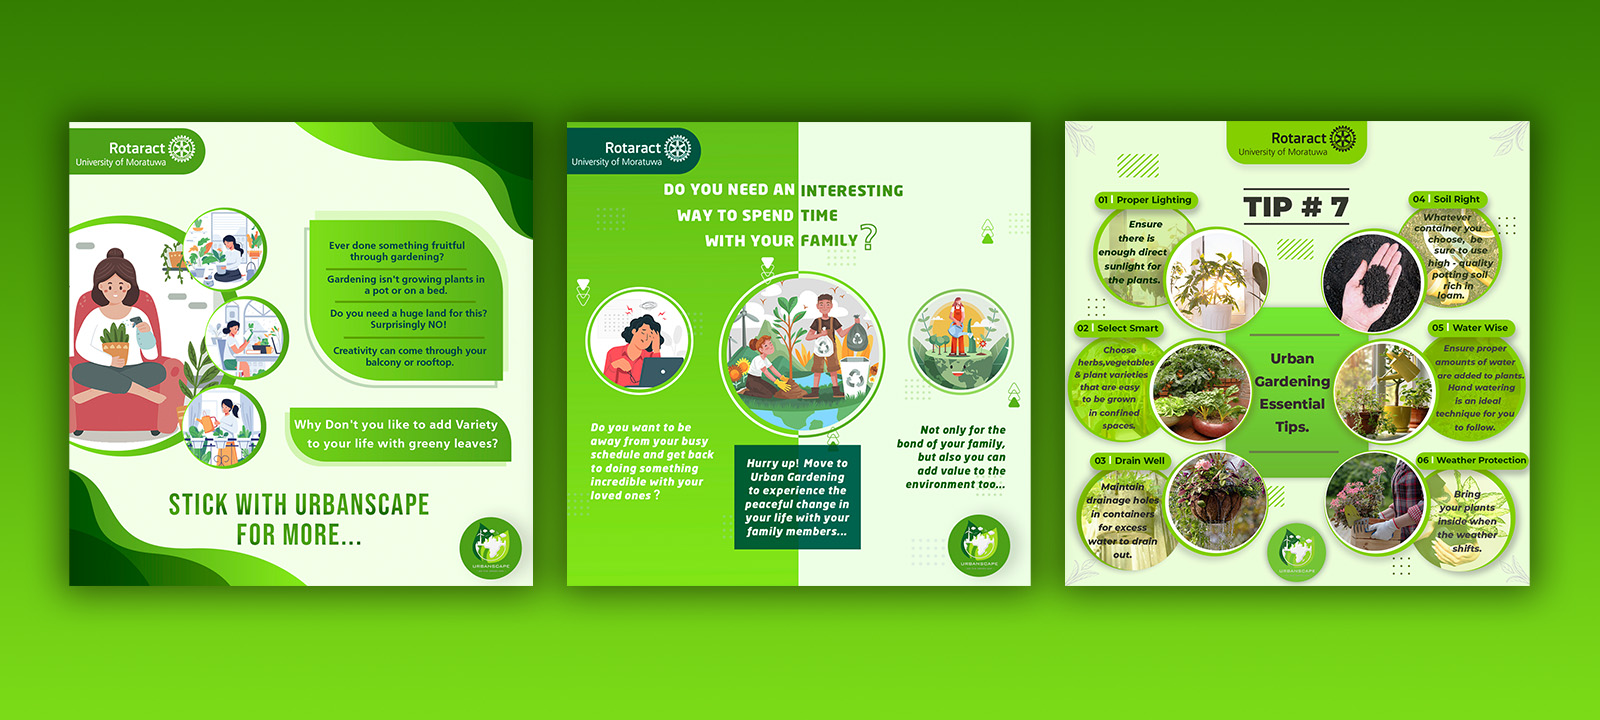 Rotaract
University of Moratuwa
Ever done something fruitful
through gardening?
Gardening isn't growing plants in
a pot or on a bed.
Do you need a huge land for this?
Surprisingly NO!
Creativity can come through your
balcony or rooftop.
Why Don't you like to add Variety
to your life with greeny leaves?
STICK WITH URBANSCAPE
FOR MORE...
URBANSCAPE
Rotaract
University of Moratuwa
DO YOU NEED AN INTERESTING
WAY TO SPEND TIME
WITH YOUR FAMILY?
Do you want to be
away from your busy
schedule and get back
to doing something
incredible with your
loved ones ?
Hurry up! Move to
Urban Gardening
to experience the
peaceful change in
your life with your
family members...
Not only for the
bond of your family,
but also you can
add value to the
environment too...
URBANSCAPE
Rotaract
University of Moratuwa
TIP # 7
01 | Proper Lighting
Ensure
there is
enough direct
sunlight for
the plants.
02 | Select Smart
Choose
herbs,vegetables
& plant varieties
that are easy
to be grown
in confined
spaces.
03 | Drain Well
Maintain
drainage holes
in containers
for excess
water to drain
out.
Urban
Gardening
Essential
Tips.
04 | Soil Right
Whatever
container you
choose, be
sure to use
high - quality
potting soil
rich in
loam.
05 | Water Wise
Ensure proper
amounts of water
are added to plants.
Hand watering
is an ideal
technique for you
to follow.
06 | Weather Protection
Bring
your plants
inside when
the weather
shifts.
URBANSCAPE